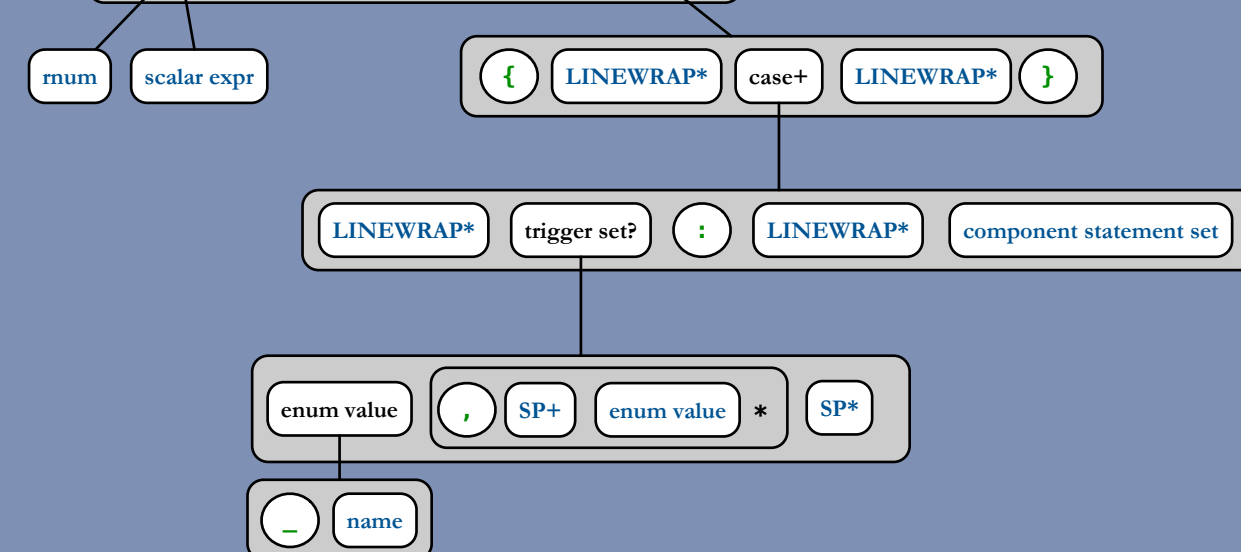 rnum scalar expr
{ LINEWRAP* case+ LINEWRAP* }
LINEWRAP* trigger set? : LINEWRAP* component statement set
enum value , SP+ enum value * SP*
_ name